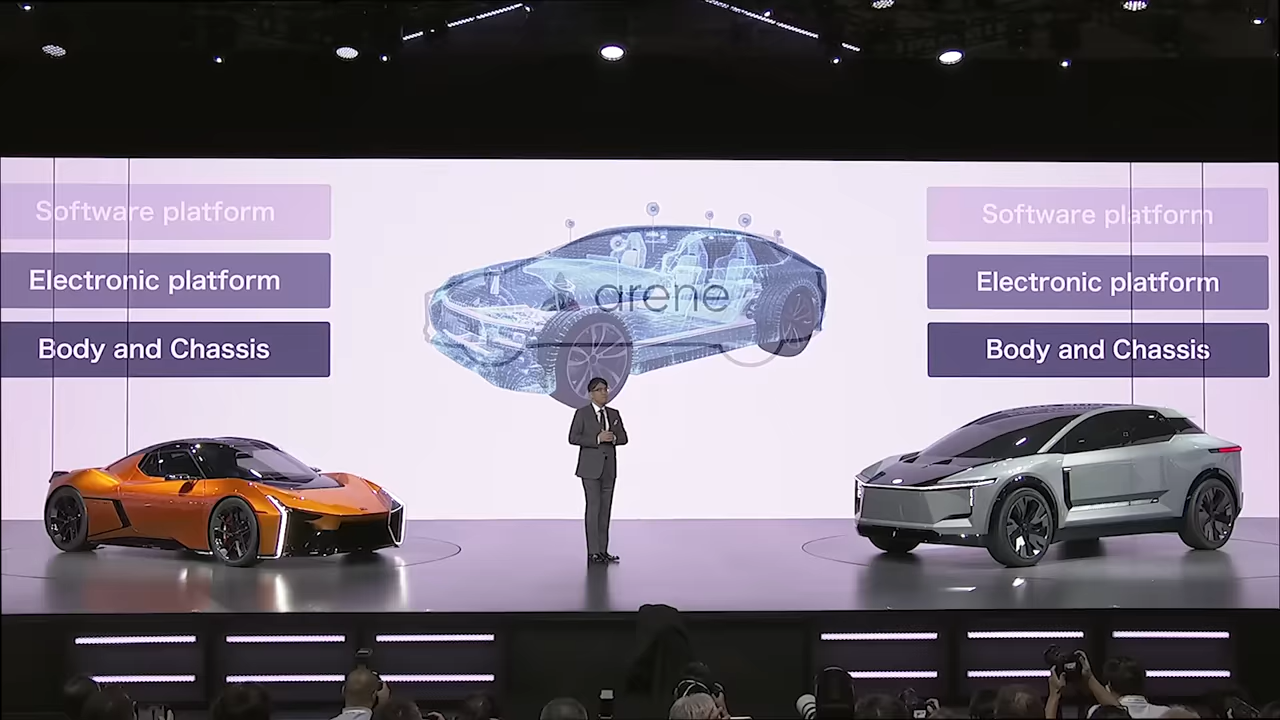 Software platform
Electronic platform
Body and Chassis
arene
Software platform
Electronic platform
Body and Chassis